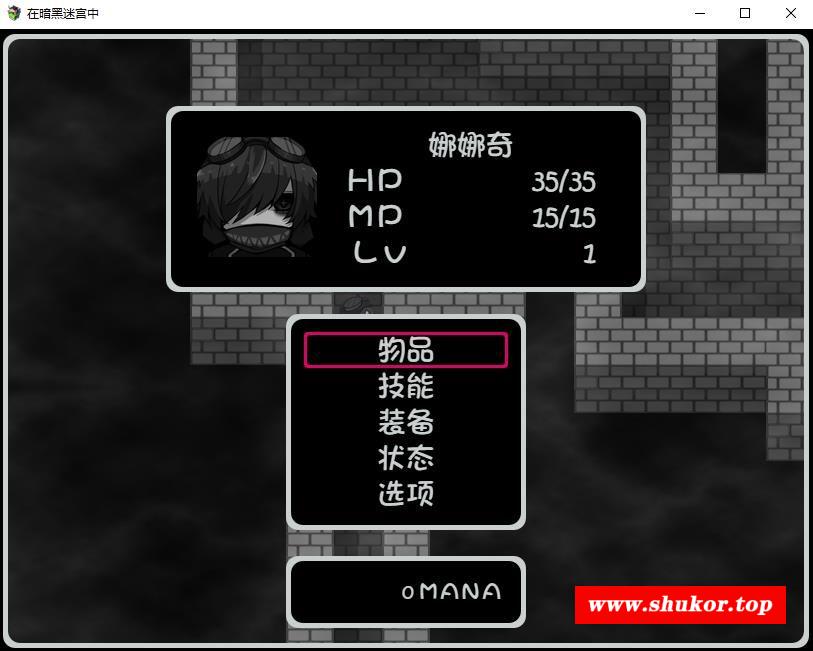 在暗黑迷宫中
娜娜奇
HP 35/35
MP 15/15
LV 1
物品
技能
装备
状态
选项
0MANA
www.shukor.top